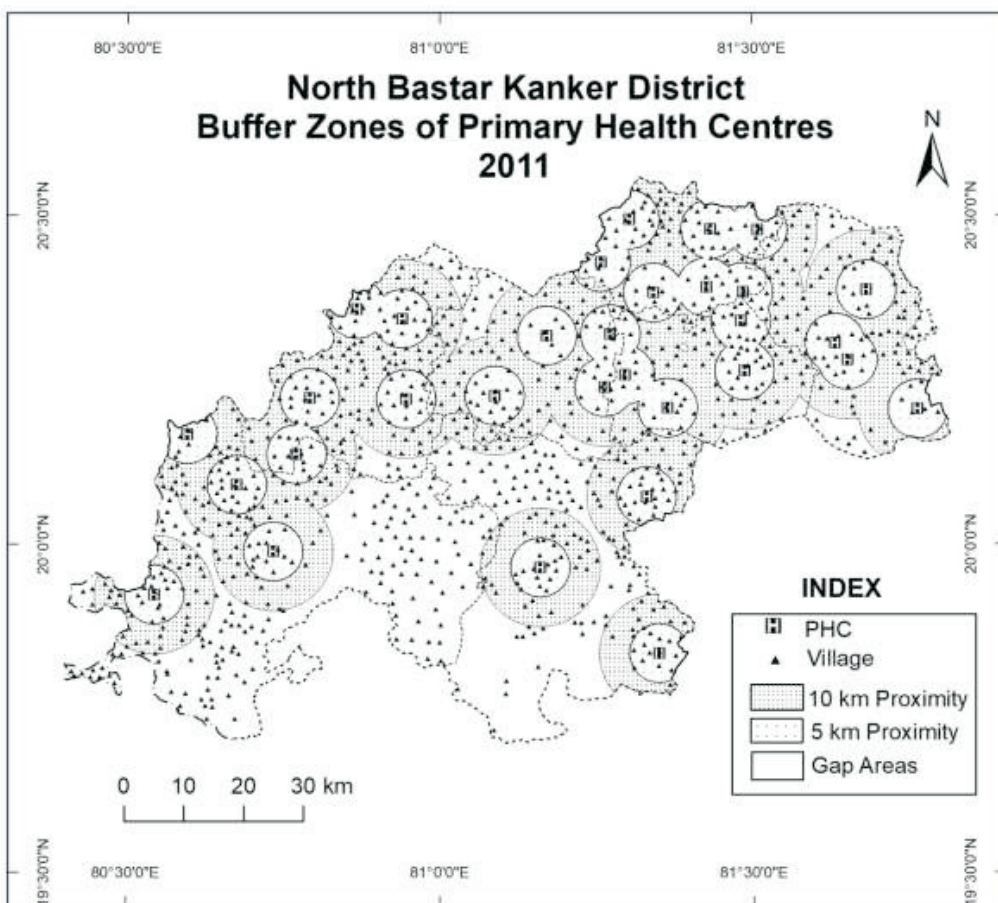 80°30'0"E 81°0'0"E 81°30'0"E
North Bastar Kanker District
Buffer Zones of Primary Health Centres
2011
N
20°30'0"N 20°30'0"N
20°0'0"N 20°0'0"N
INDEX
H PHC
Village
10 km Proximity
5 km Proximity
Gap Areas
0 10 20 30 km
19°30'0"N 19°30'0"N
80°30'0"E 81°0'0"E 81°30'0"E